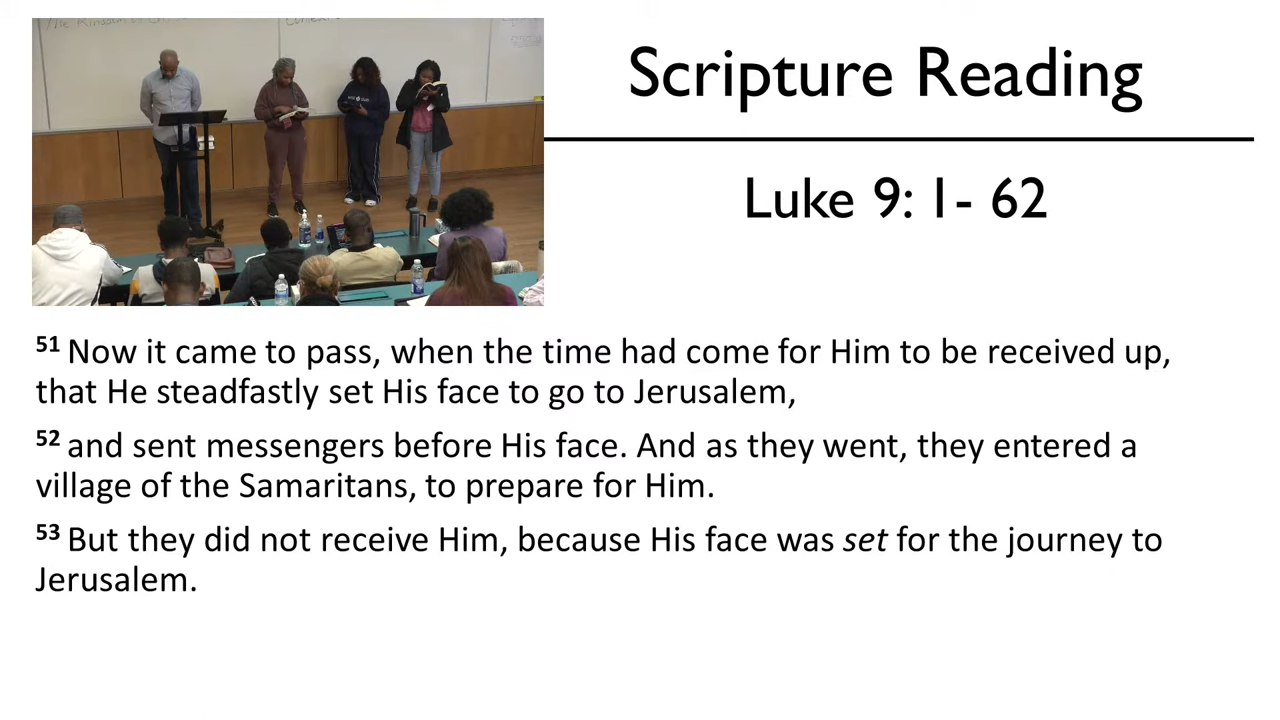 The Kingdom of
Scripture Reading
Luke 9: 1- 62
51 Now it came to pass, when the time had come for Him to be received up,
that He steadfastly set His face to go to Jerusalem,
52 and sent messengers before His face. And as they went, they entered a
village of the Samaritans, to prepare for Him.
53 But they did not receive Him, because His face was set for the journey to
Jerusalem.